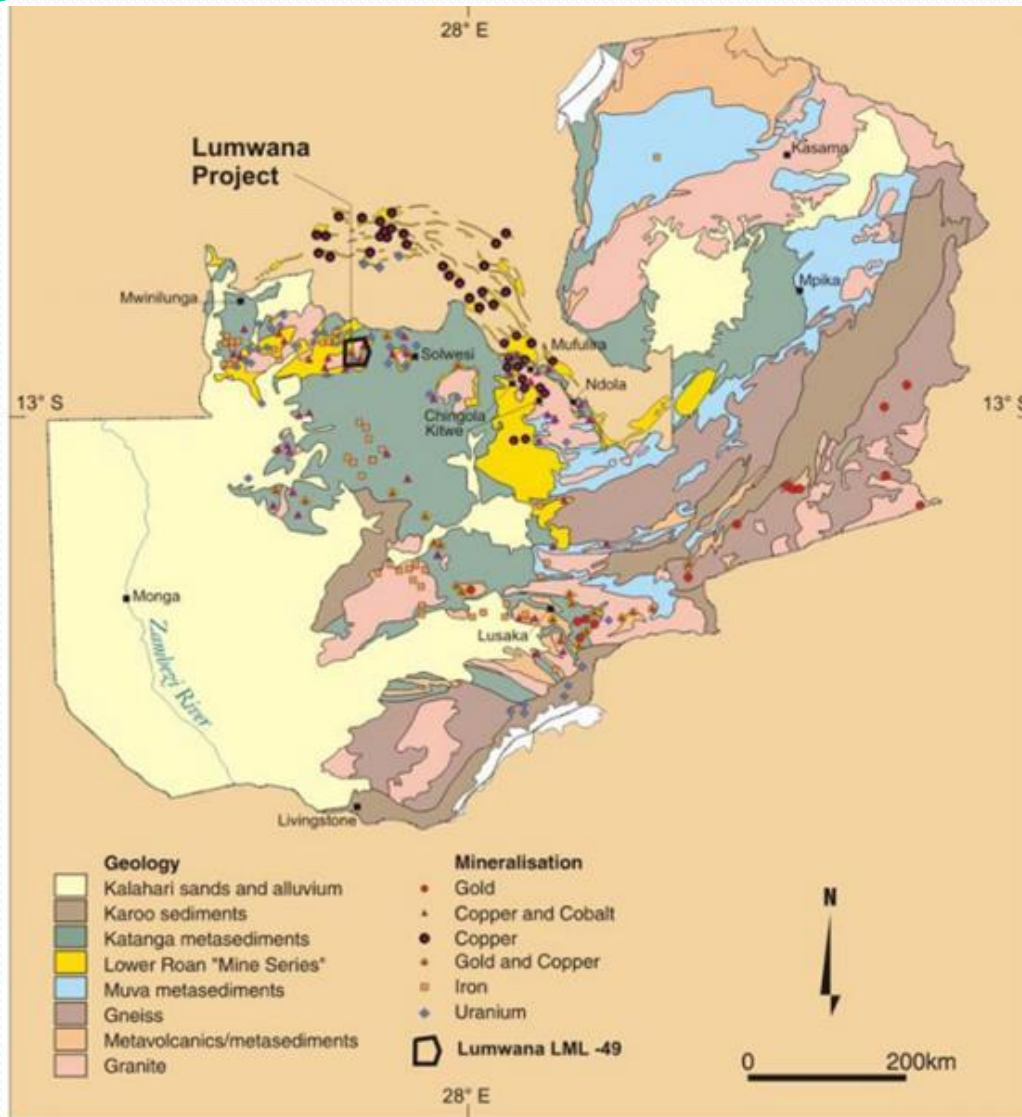 28° E
Lumwana
Project
Kasama
Mwinilunga
Mpika
Solwesi
Mufulira
Ndola
13° S
13° S
Chingola
Kitwe
Monga
Zambezi River
Lusaka
Livingstone
Geology
Kalahari sands and alluvium
Karoo sediments
Katanga metasediments
Lower Roan "Mine Series"
Muva metasediments
Gneiss
Metavolcanics/metasediments
Granite
Mineralisation
Gold
Copper and Cobalt
Copper
Gold and Copper
Iron
Uranium
Lumwana LML -49
N
0 200km
28° E